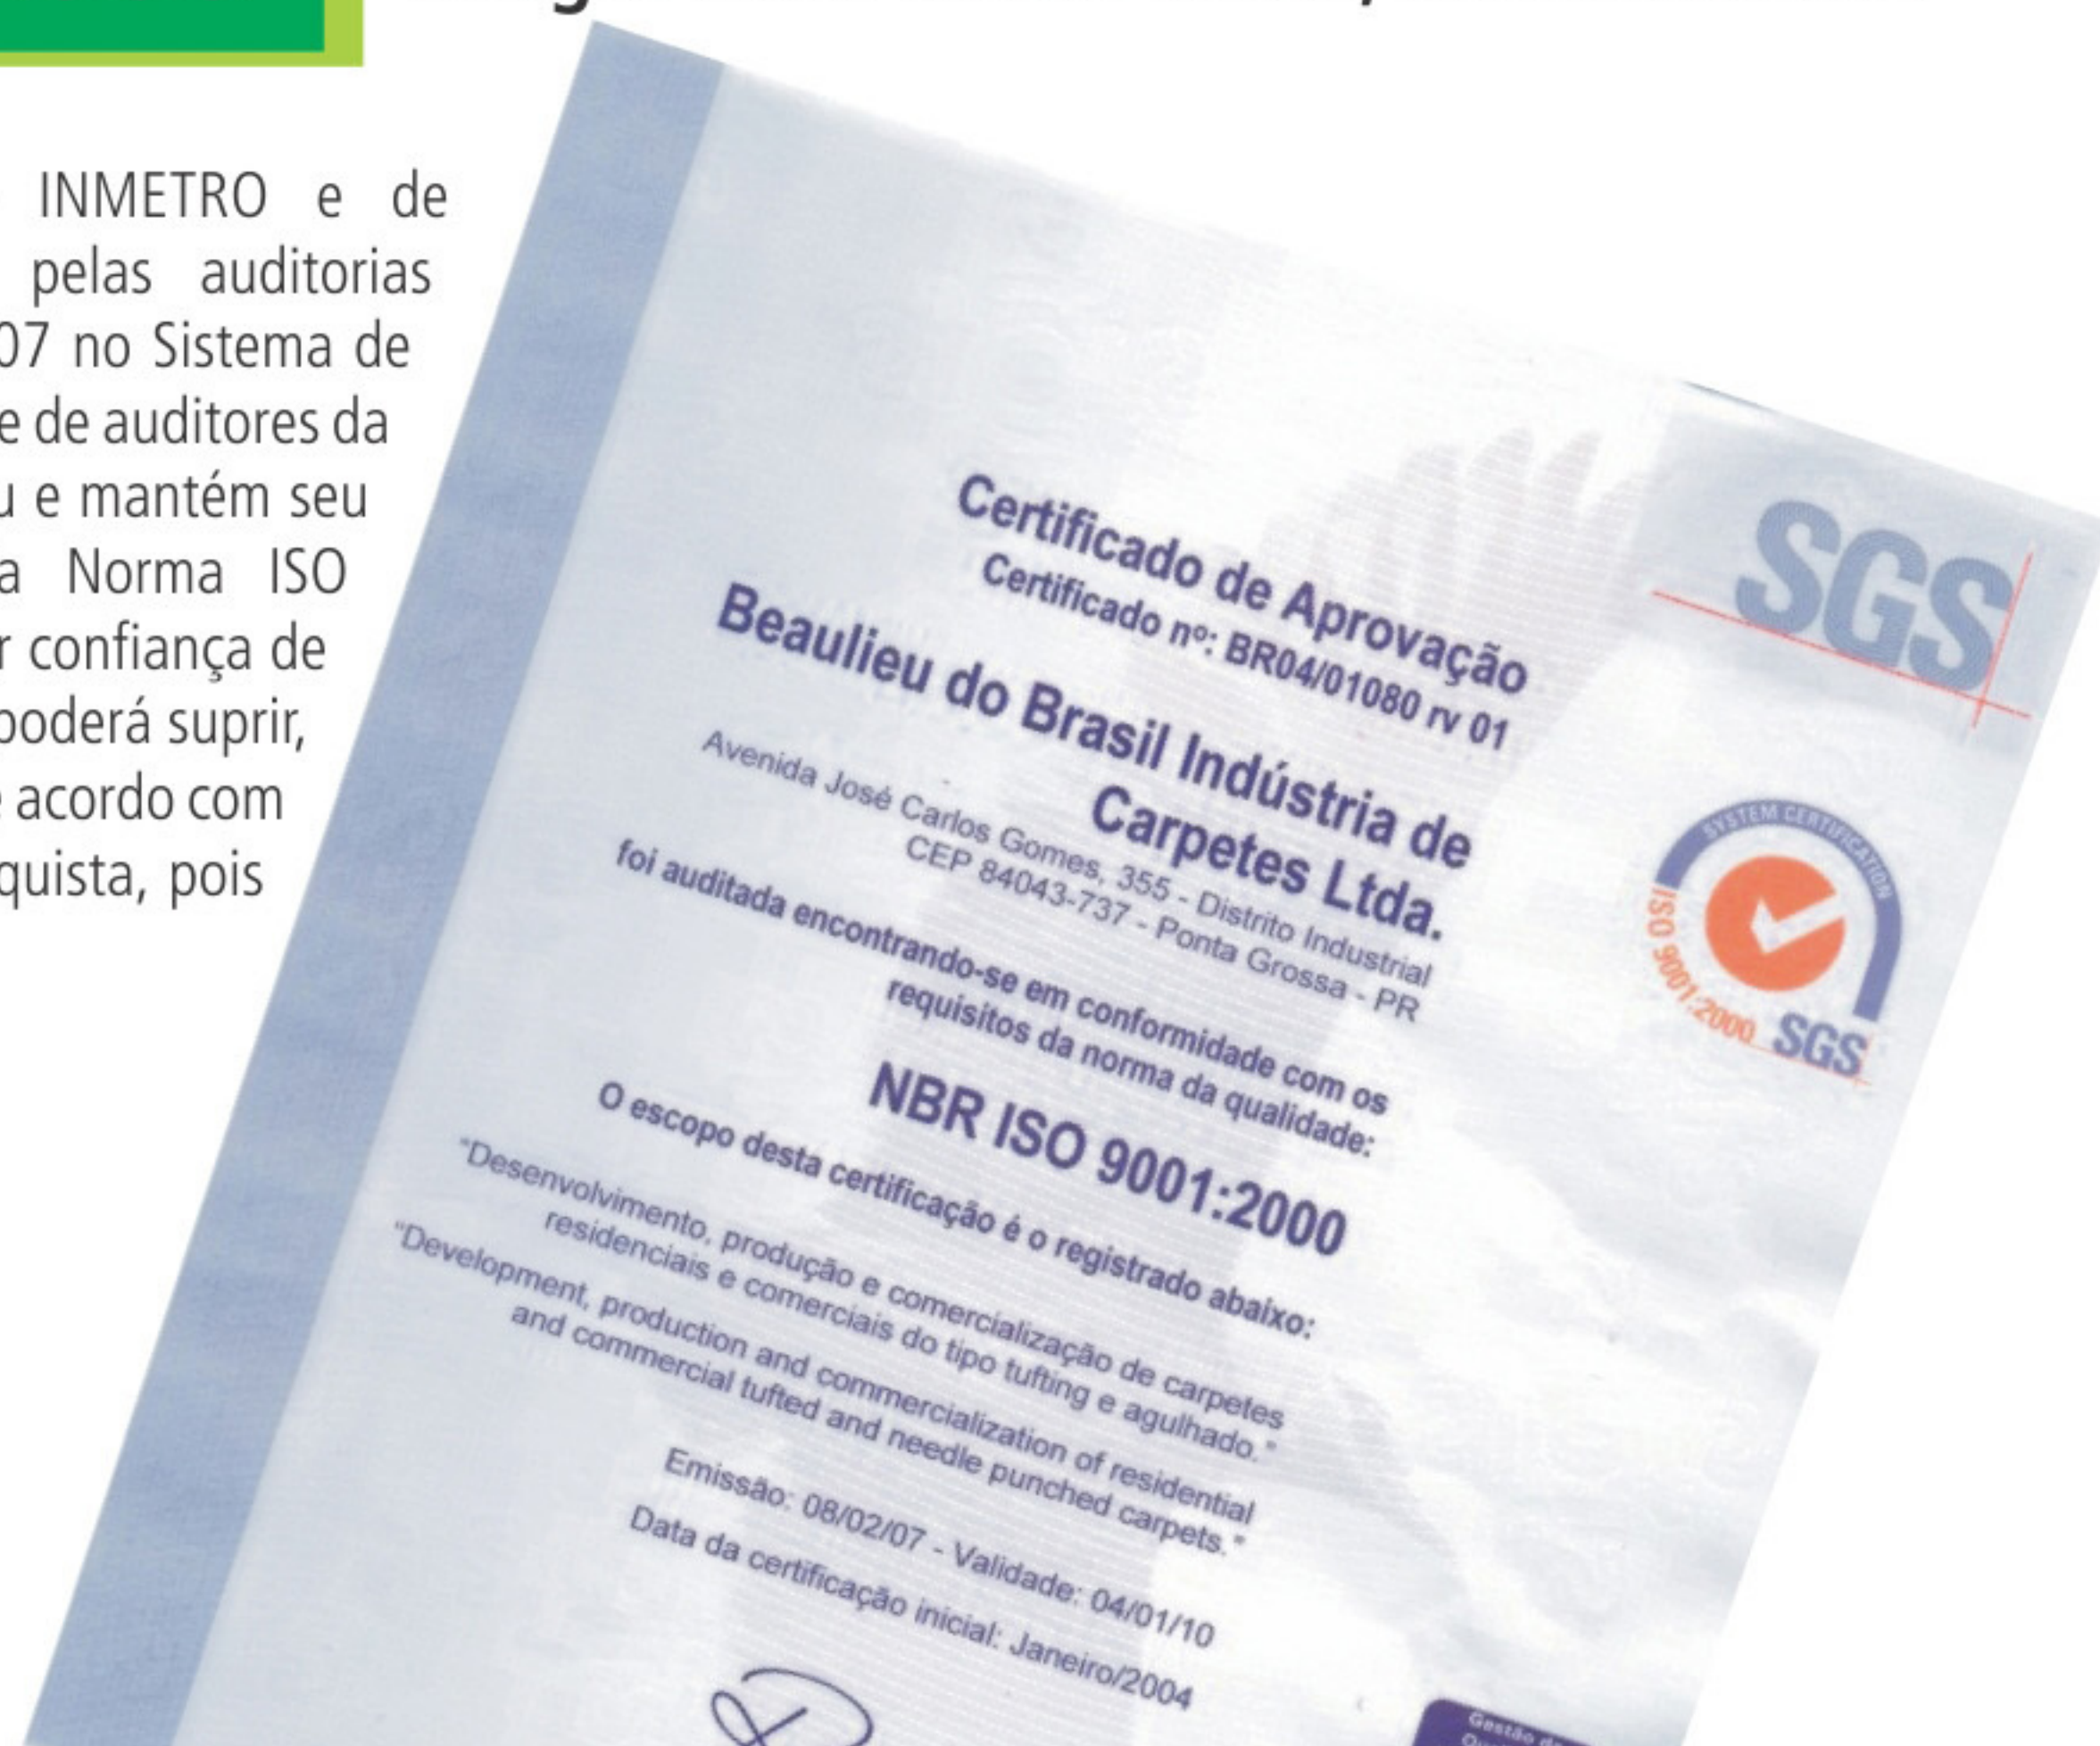 INMETRO e de
pelas auditorias
07 no Sistema de
e de auditores da
u e mantém seu
a Norma ISO
r confiança de
poderá suprir,
acordo com
quista, pois
SGS
Certificado de Aprovação
Certificado nº: BR04/01080 rv 01
Beaulieu do Brasil Indústria de
Carpetes Ltda.
Avenida José Carlos Gomes, 355 - Distrito Industrial
CEP 84043-737 - Ponta Grossa - PR
foi auditada encontrando-se em conformidade com os
requisitos da norma da qualidade:
NBR ISO 9001:2000
O escopo desta certificação é o registrado abaixo:
"Desenvolvimento, produção e comercialização de carpetes
residenciais e comerciais do tipo tufting e agulhado."
"Development, production and commercialization of residential
and commercial tufted and needle punched carpets."
Emissão: 08/02/07 - Validade: 04/01/10
Data da certificação inicial: Janeiro/2004
SYSTEM CERTIFICATION
ISO 9001:2000
SGS
Gestão